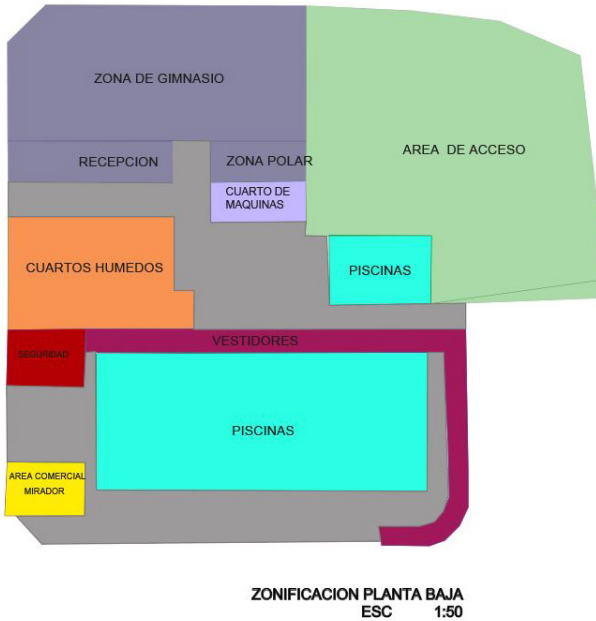 ZONA DE GIMNASIO
AREA DE ACCESO
RECEPCION
ZONA POLAR
CUARTO DE
MAQUINAS
CUARTOS HUMEDOS
PISCINAS
VESTIDORES
SEGURIDAD
PISCINAS
AREA COMERCIAL
MIRADOR
ZONIFICACION PLANTA BAJA
ESC 1:50